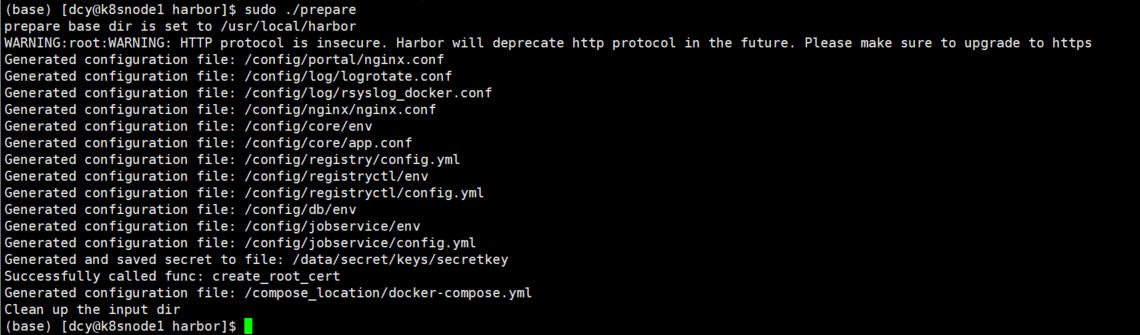 (base) [dcy@k8snode1 harbor]$ sudo ./prepare
prepare base dir is set to /usr/local/harbor
WARNING:root:WARNING: HTTP protocol is insecure. Harbor will deprecate http protocol in the future. Please make sure to upgrade to https
Generated configuration file: /config/portal/nginx.conf
Generated configuration file: /config/log/logrotate.conf
Generated configuration file: /config/log/rsyslog_docker.conf
Generated configuration file: /config/nginx/nginx.conf
Generated configuration file: /config/core/env
Generated configuration file: /config/core/app.conf
Generated configuration file: /config/registry/config.yml
Generated configuration file: /config/registryctl/env
Generated configuration file: /config/registryctl/config.yml
Generated configuration file: /config/db/env
Generated configuration file: /config/jobservice/env
Generated configuration file: /config/jobservice/config.yml
Generated and saved secret to file: /data/secret/keys/secretkey
Successfully called func: create_root_cert
Generated configuration file: /compose_location/docker-compose.yml
Clean up the input dir
(base) [dcy@k8snode1 harbor]$